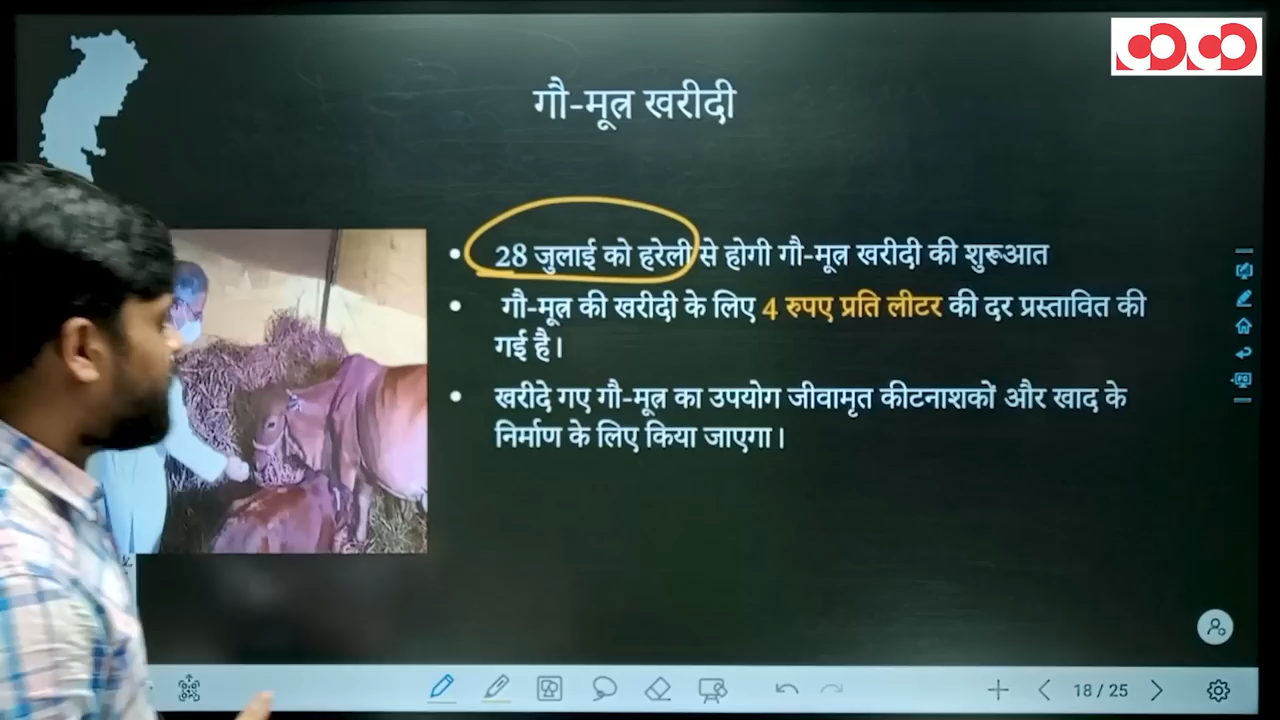 गौ-मूत्र खरीदी
• 28 जुलाई को हरेली से होगी गौ-मूत्र खरीदी की शुरूआत
• गौ-मूत्र की खरीदी के लिए 4 रुपए प्रति लीटर की दर प्रस्तावित की
गई है।
• खरीदे गए गौ-मूत्र का उपयोग जीवामृत कीटनाशकों और खाद के
निर्माण के लिए किया जाएगा।
18 / 25